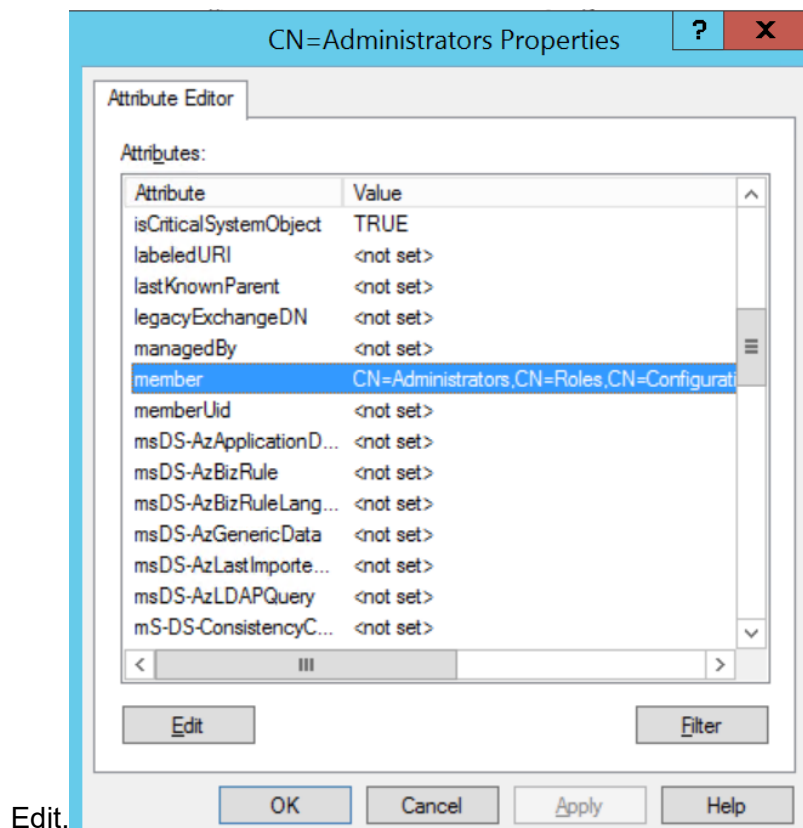 CN=Administrators Properties
? X
Attribute Editor
Attributes:
Attribute Value
isCriticalSystemObject TRUE
labeledURI <not set>
lastKnownParent <not set>
legacyExchangeDN <not set>
managedBy <not set>
member CN=Administrators,CN=Roles,CN=Configurati
memberUid <not set>
msDS-AzApplicationD... <not set>
msDS-AzBizRule <not set>
msDS-AzBizRuleLang... <not set>
msDS-AzGenericData <not set>
msDS-AzLastImporte... <not set>
msDS-AzLDAPQuery <not set>
mS-DS-ConsistencyC... <not set>
Edit Filter
Edit. OK Cancel Apply Help